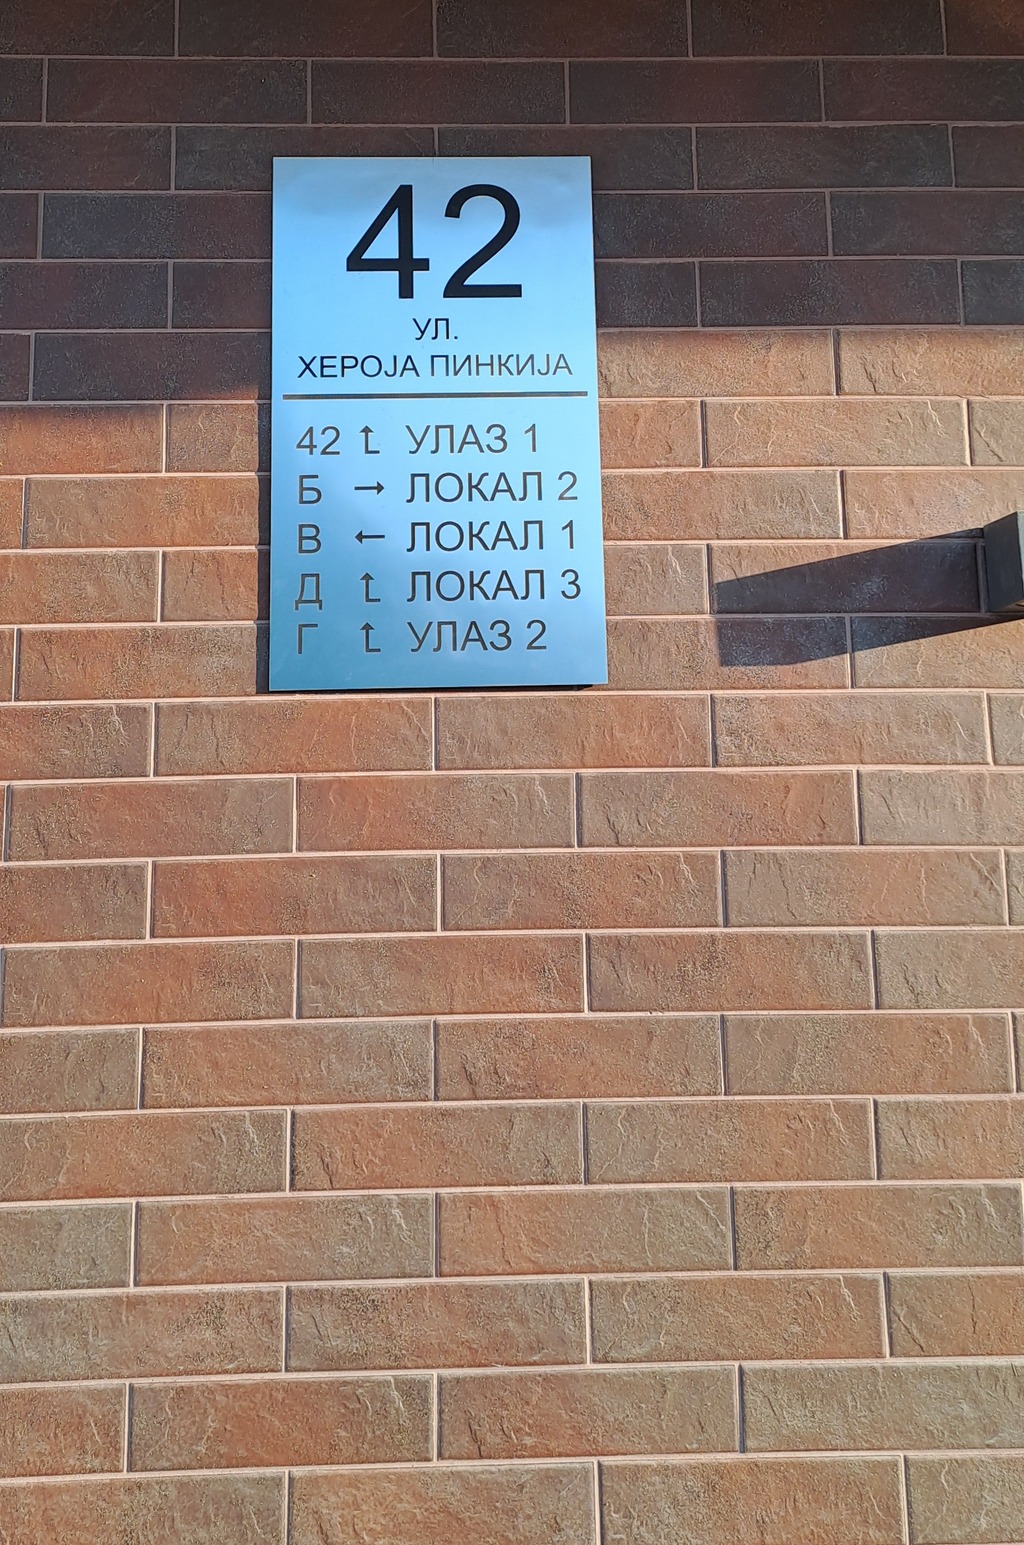 42
УЛ.
ХЕРОЈА ПИНКИЈА
42 ↰ УЛАЗ 1
Б → ЛОКАЛ 2
В ← ЛОКАЛ 1
Д ↰ ЛОКАЛ 3
Г ↰ УЛАЗ 2